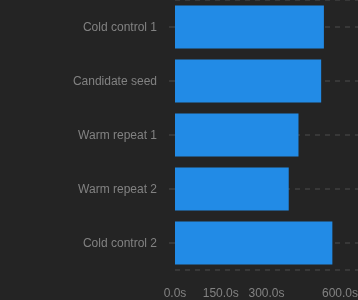 Cold control 1
Candidate seed
Warm repeat 1
Warm repeat 2
Cold control 2
0.0s 150.0s 300.0s 600.0s